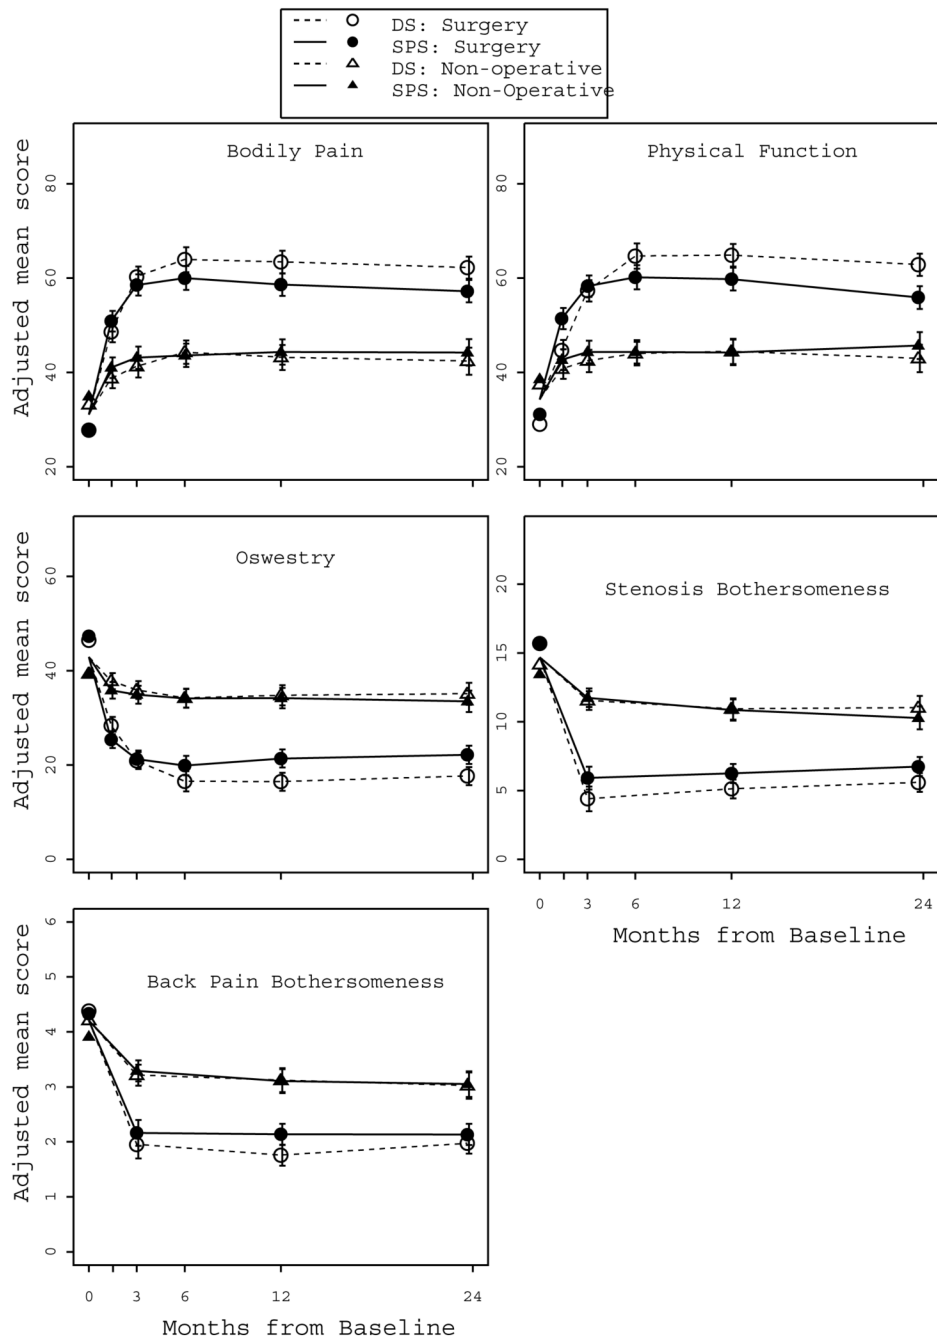 DS: Surgery
SPS: Surgery
DS: Non-operative
SPS: Non-Operative
Bodily Pain
Adjusted mean score
80
60
40
20
Physical Function
80
60
40
20
Oswestry
Adjusted mean score
60
40
20
0
Stenosis Bothersomeness
20
15
10
5
0
0 3 6 12 24
Months from Baseline
Back Pain Bothersomeness
Adjusted mean score
6
5
4
3
2
1
0
0 3 6 12 24
Months from Baseline